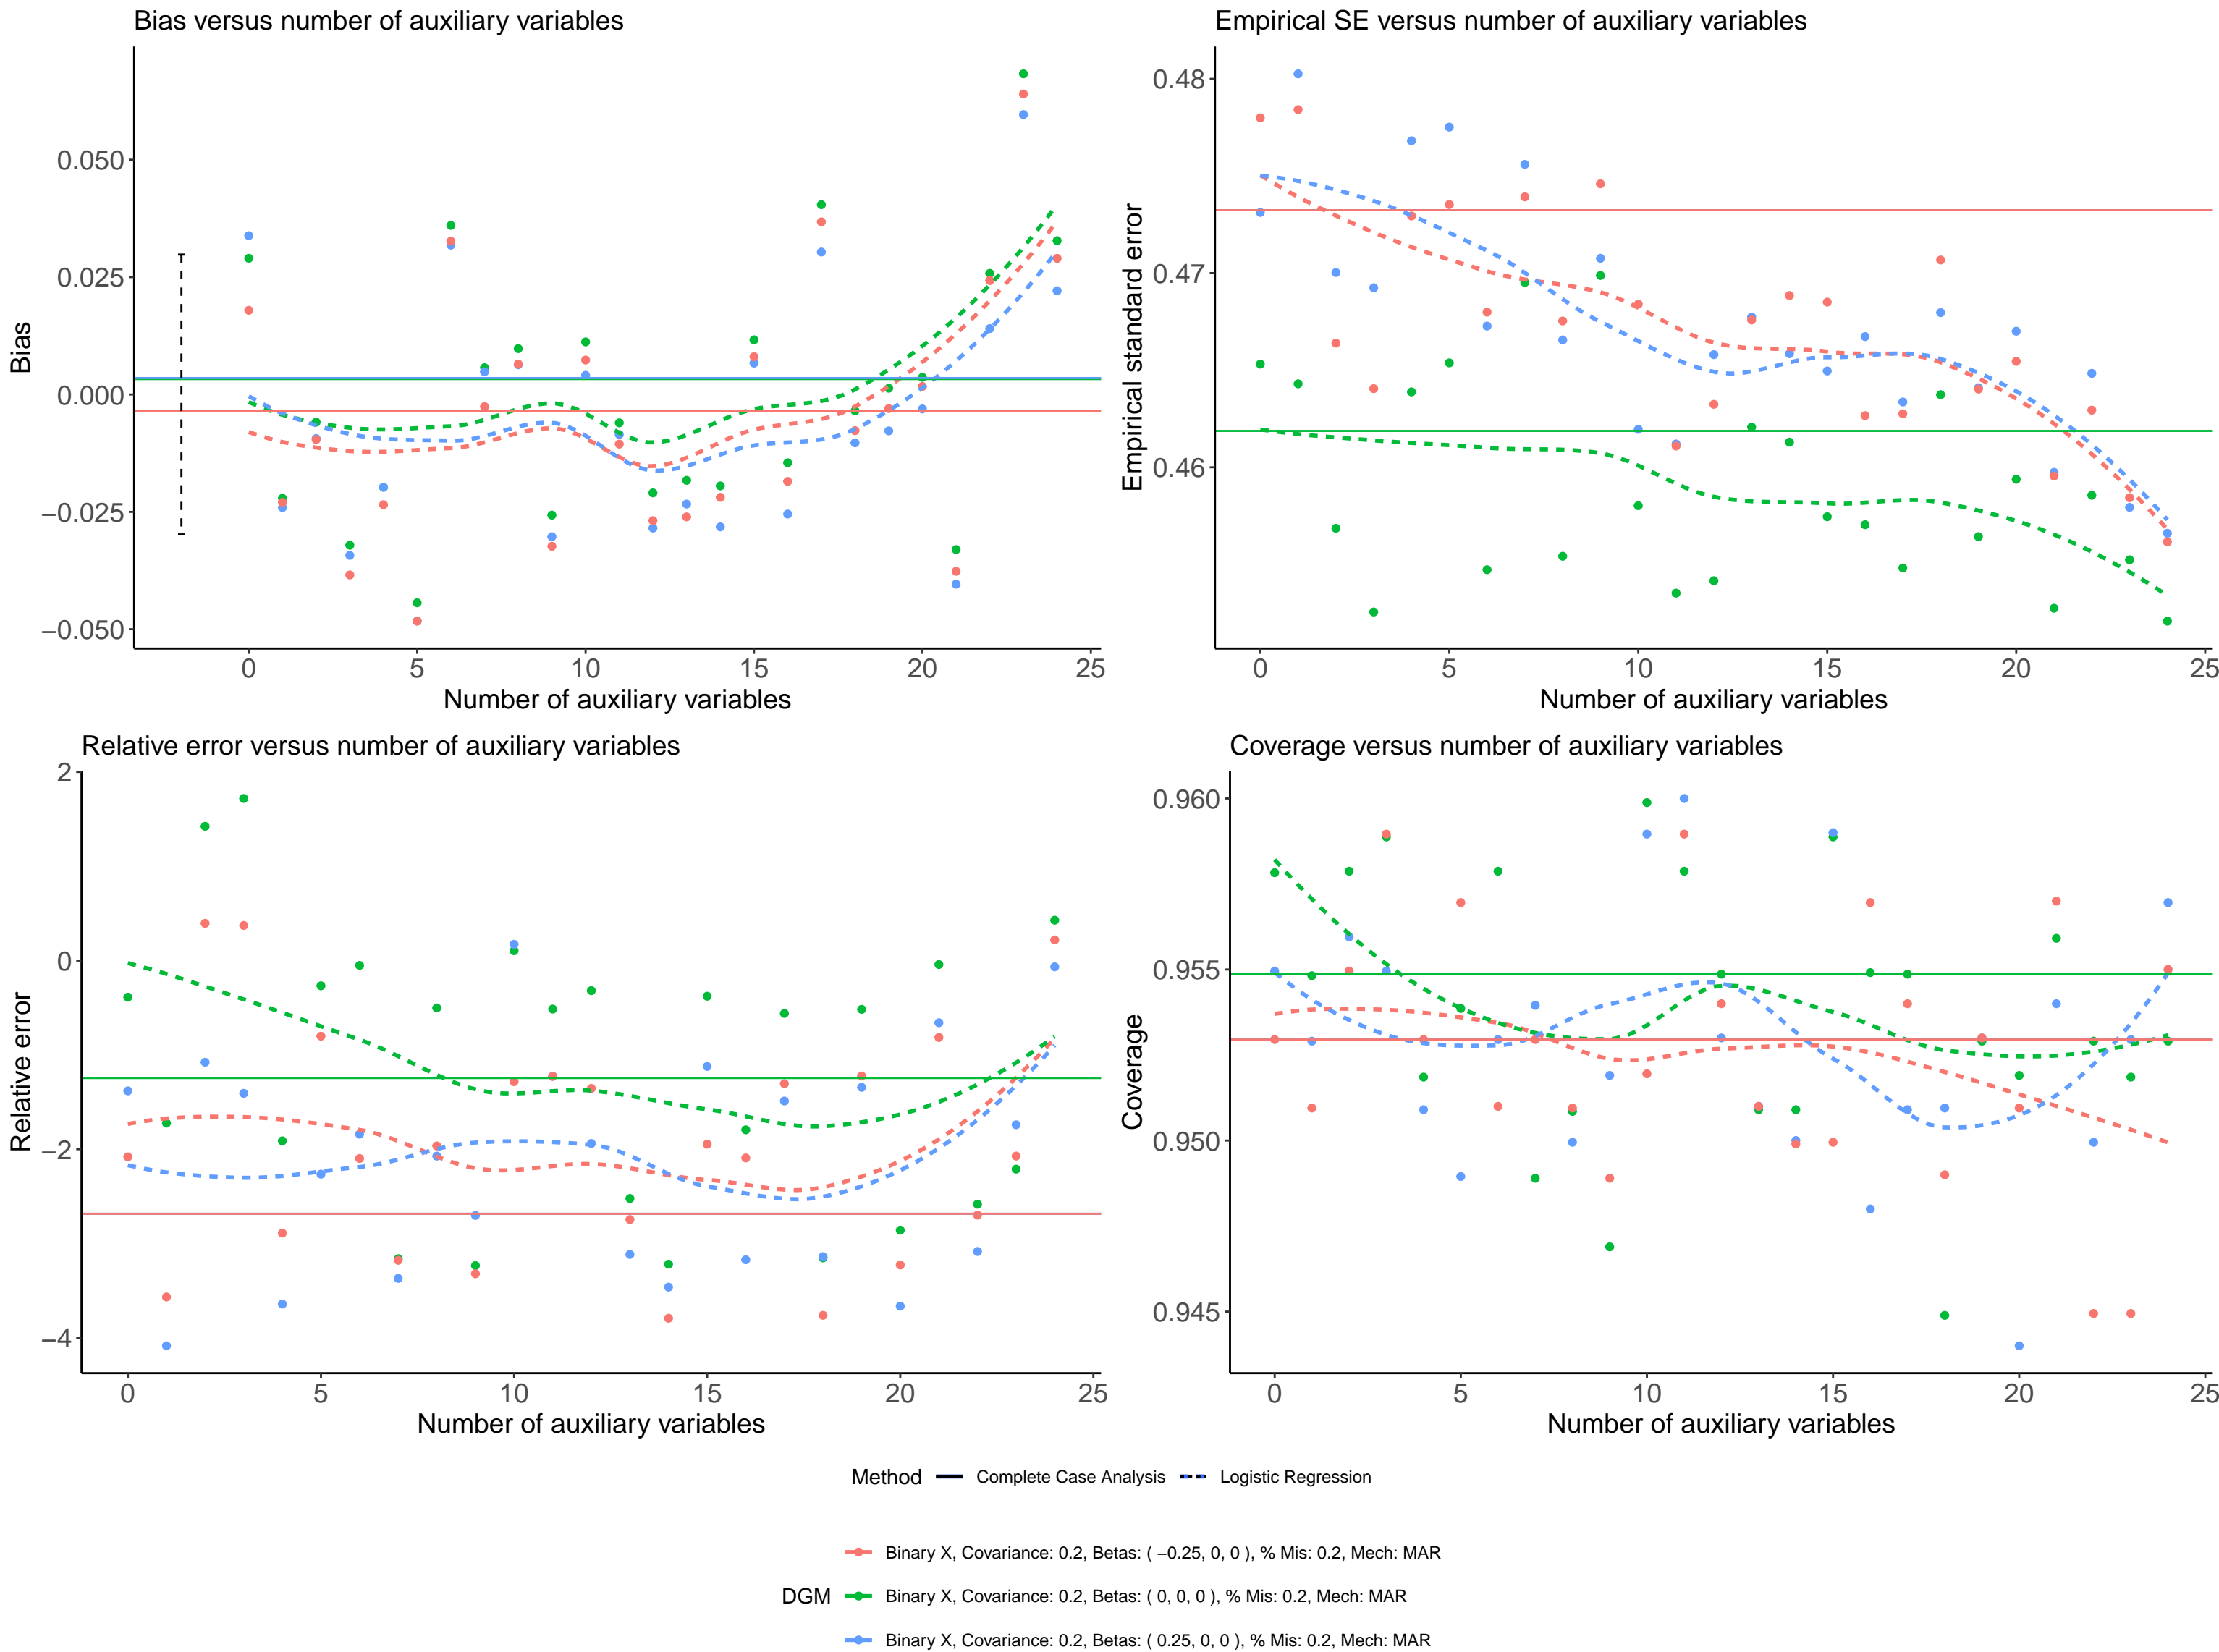 Bias versus number of auxiliary variables
0.050
0.025
0.000
−0.025
−0.050
Bias
0 5 10 15 20 25
Number of auxiliary variables
Empirical SE versus number of auxiliary variables
0.48
0.47
0.46
Empirical standard error
0 5 10 15 20 25
Number of auxiliary variables
Relative error versus number of auxiliary variables
2
0
−2
−4
Relative error
0 5 10 15 20 25
Number of auxiliary variables
Coverage versus number of auxiliary variables
0.960
0.955
0.950
0.945
Coverage
0 5 10 15 20 25
Number of auxiliary variables
Method Complete Case Analysis Logistic Regression
Binary X, Covariance: 0.2, Betas: ( −0.25, 0, 0 ), % Mis: 0.2, Mech: MAR
DGM Binary X, Covariance: 0.2, Betas: ( 0, 0, 0 ), % Mis: 0.2, Mech: MAR
Binary X, Covariance: 0.2, Betas: ( 0.25, 0, 0 ), % Mis: 0.2, Mech: MAR